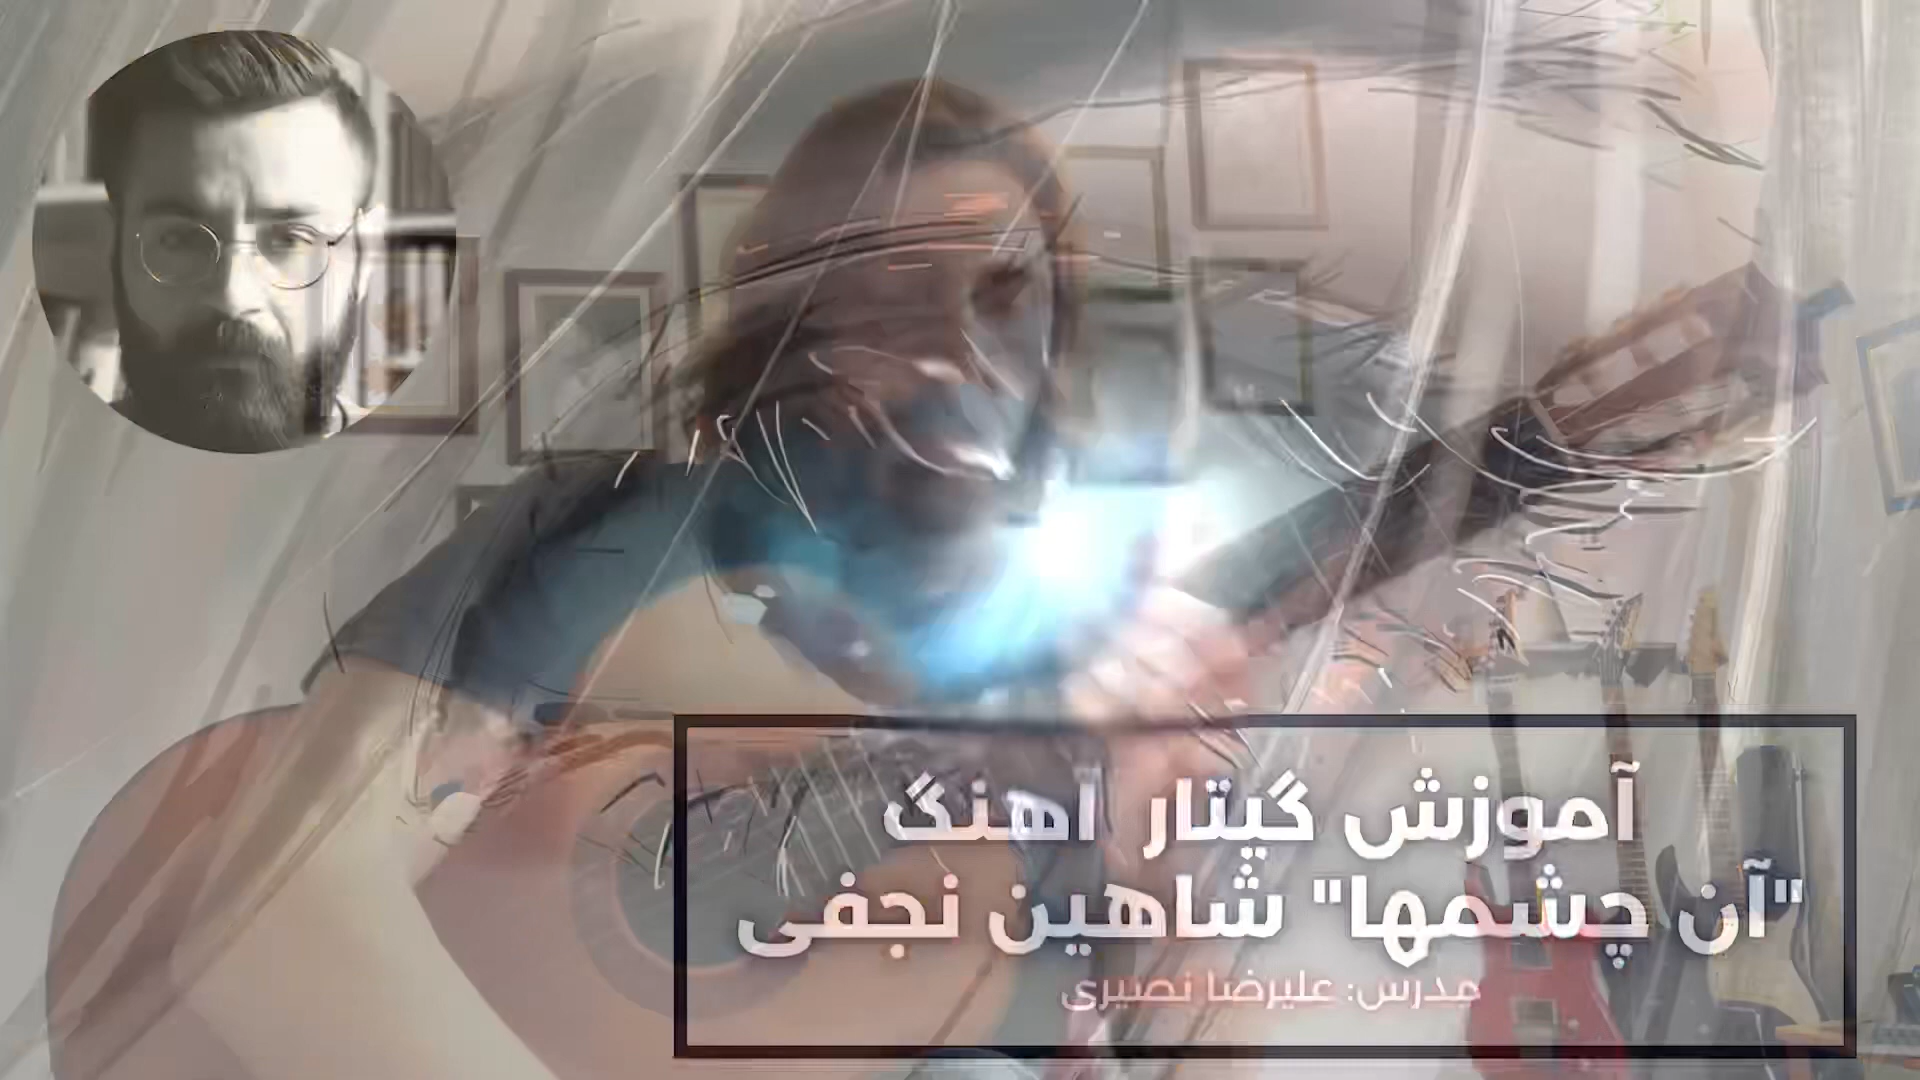 آموزش گیتار آهنگ
"آن چشمها" شاهین نجفی
مدرس: علیرضا نصیری